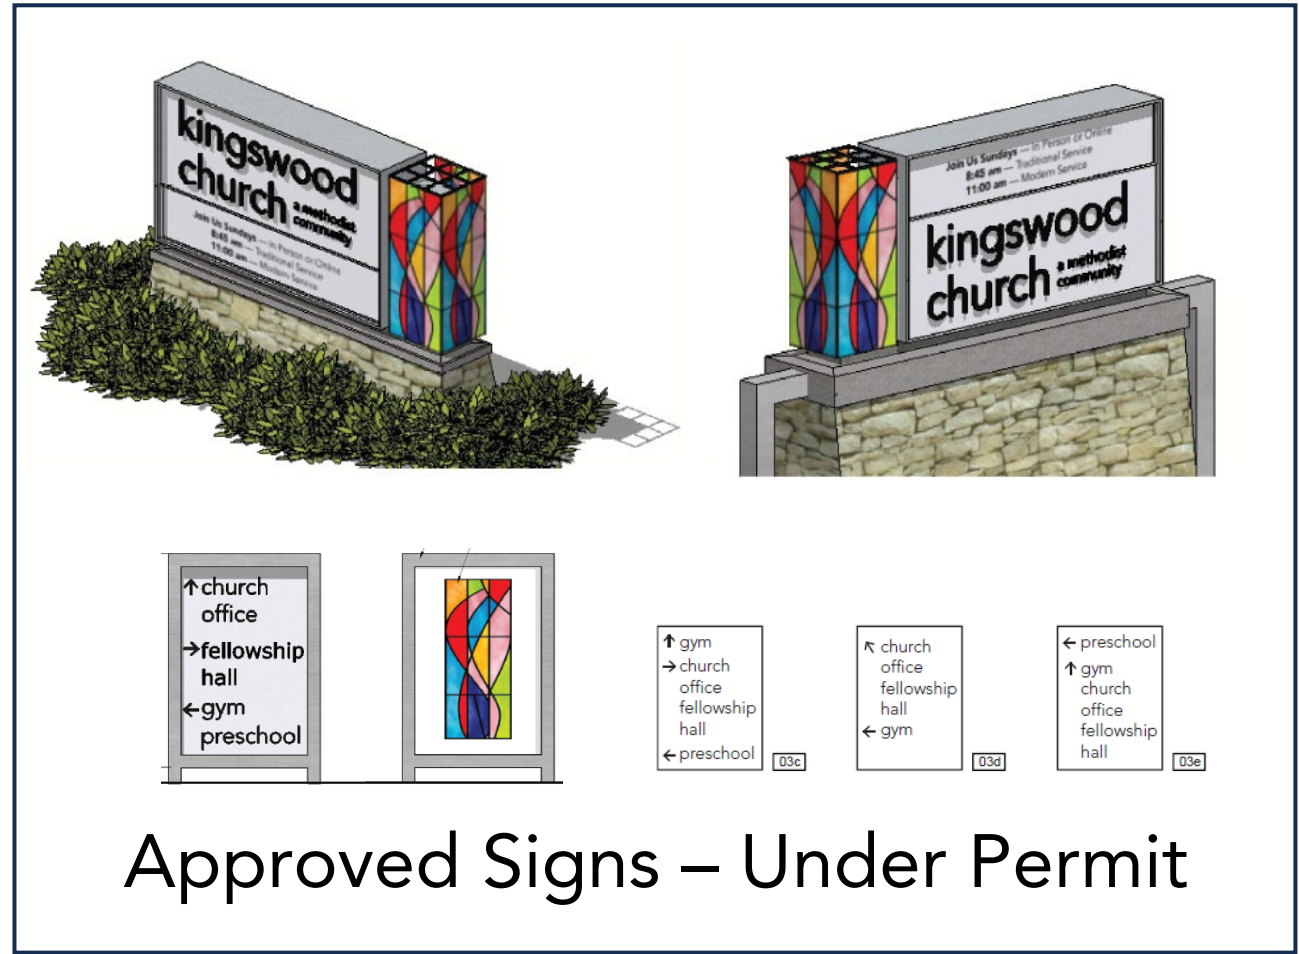 kingswood
church a methodist
community
Join Us Sundays — In Person or Online
8:45 am — Traditional Service
11:00 am — Modern Service
Join Us Sundays — In Person or Online
8:45 am — Traditional Service
11:00 am — Modern Service
kingswood
church a methodist
community
↑ church
office
→ fellowship
hall
← gym
preschool
↑ gym
→ church
office
fellowship
hall
← preschool
03c
↖ church
office
fellowship
hall
← gym
03d
← preschool
↑ gym
church
office
fellowship
hall
03e
Approved Signs – Under Permit